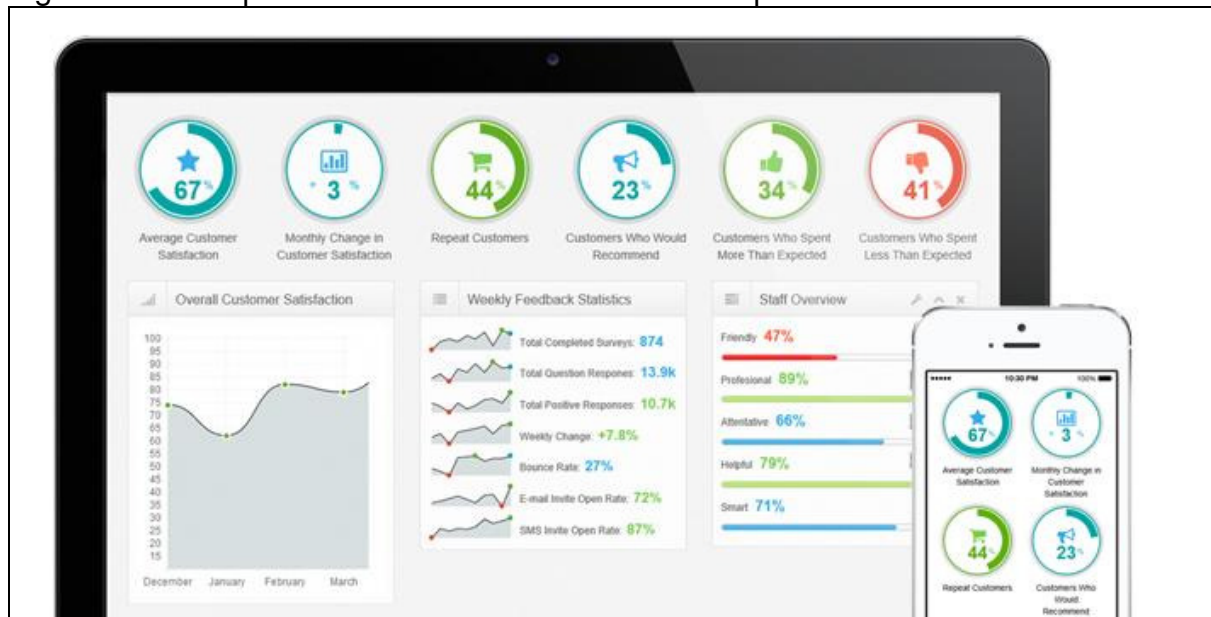 67%
Average Customer
Satisfaction
+ 3 %
Monthly Change in
Customer Satisfaction
44%
Repeat Customers
23%
Customers Who Would
Recommend
34%
Customers Who Spent
More Than Expected
41%
Customers Who Spent
Less Than Expected
Overall Customer Satisfaction
100
95
90
85
80
75
70
65
60
55
50
45
40
35
30
25
20
15
December January February March
Weekly Feedback Statistics
Total Completed Surveys: 874
Total Question Respones: 13.9k
Total Positive Responses: 10.7k
Weekly Change: +7.8%
Bounce Rate: 27%
E-mail Invite Open Rate: 72%
SMS Invite Open Rate: 87%
Staff Overview
Friendly 47%
Profesional 89%
Attentative 66%
Helpful 79%
Smart 71%
10:30 PM 100%
67%
Average Customer
Satisfaction
+ 3 %
Monthly Change in
Customer
Satisfaction
44%
Repeat Customers
23%
Customers Who
Would
Recommend